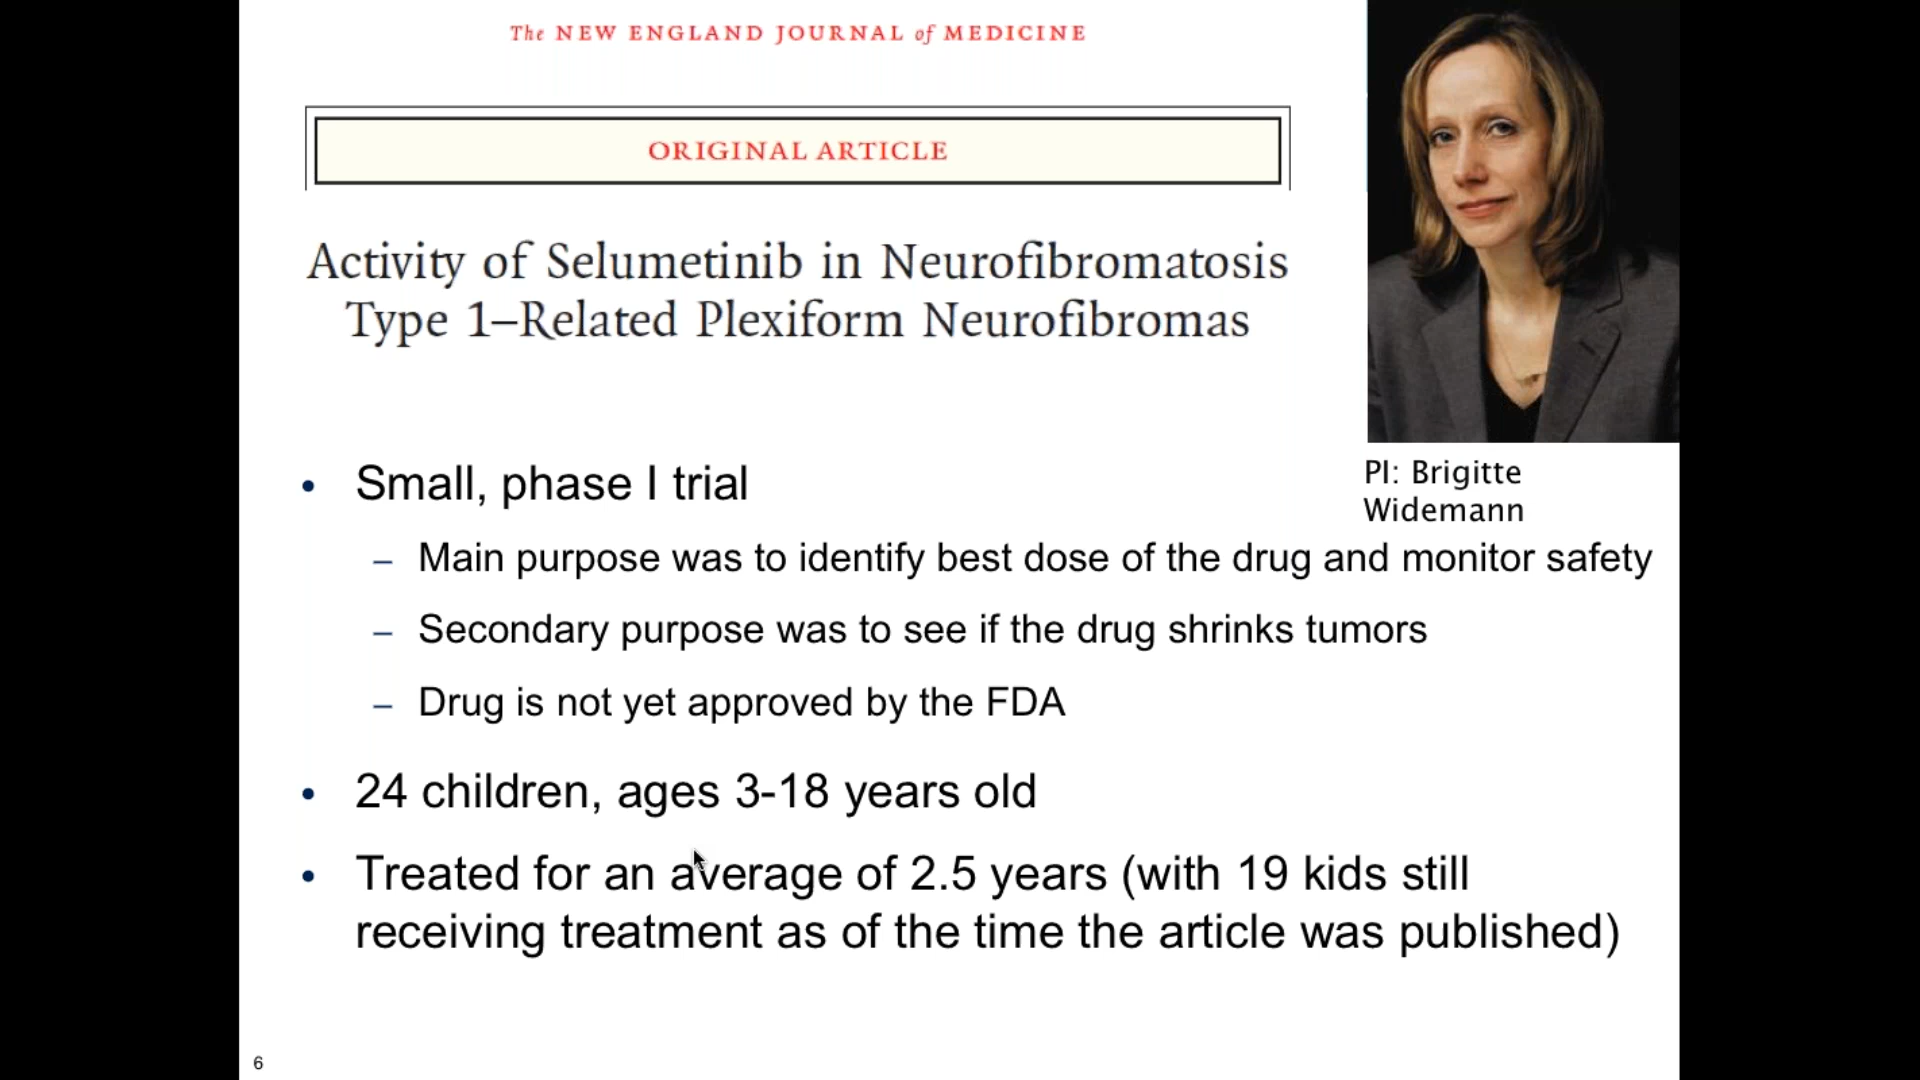 The NEW ENGLAND JOURNAL of MEDICINE
ORIGINAL ARTICLE
Activity of Selumetinib in Neurofibromatosis
Type 1–Related Plexiform Neurofibromas
PI: Brigitte
Widemann
• Small, phase I trial
– Main purpose was to identify best dose of the drug and monitor safety
– Secondary purpose was to see if the drug shrinks tumors
– Drug is not yet approved by the FDA
• 24 children, ages 3-18 years old
• Treated for an average of 2.5 years (with 19 kids still
receiving treatment as of the time the article was published)
6